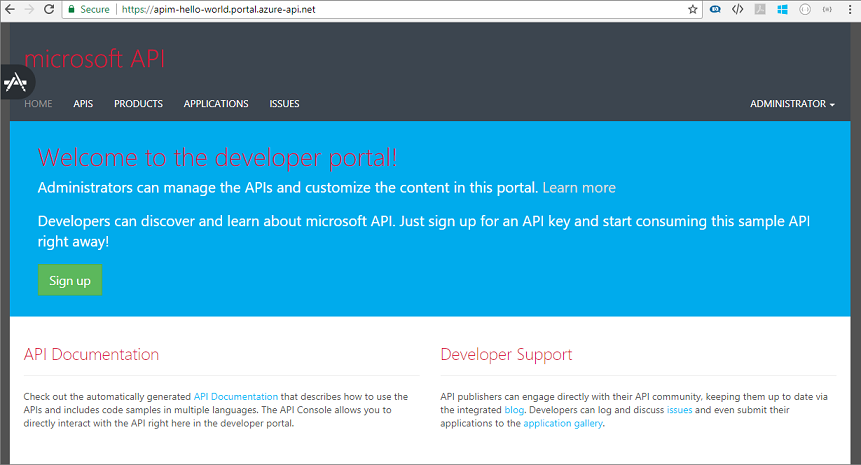 https://apim-hello-world.portal.azure-api.net
microsoft API
HOME APIS PRODUCTS APPLICATIONS ISSUES ADMINISTRATOR
Welcome to the developer portal!
Administrators can manage the APIs and customize the content in this portal. Learn more
Developers can discover and learn about microsoft API. Just sign up for an API key and start consuming this sample API
right away!
Sign up
API Documentation
Check out the automatically generated API Documentation that describes how to use the
APIs and includes code samples in multiple languages. The API Console allows you to
directly interact with the API right here in the developer portal.
Developer Support
API publishers can engage directly with their API community, keeping them up to date via
the integrated blog. Developers can log and discuss issues and even submit their
applications to the application gallery.